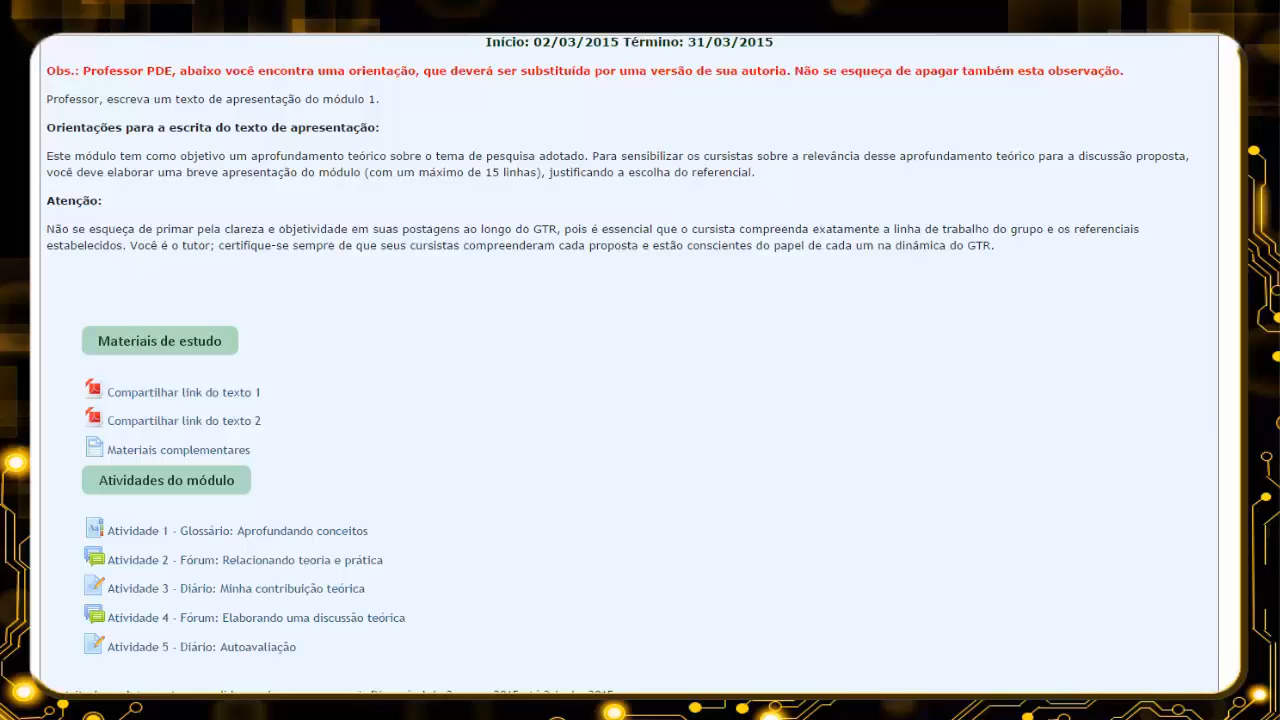 Início: 02/03/2015 Término: 31/03/2015
Obs.: Professor PDE, abaixo você encontra uma orientação, que deverá ser substituída por uma versão de sua autoria. Não se esqueça de apagar também esta observação.
Professor, escreva um texto de apresentação do módulo 1.
Orientações para a escrita do texto de apresentação:
Este módulo tem como objetivo um aprofundamento teórico sobre o tema de pesquisa adotado. Para sensibilizar os cursistas sobre a relevância desse aprofundamento teórico para a discussão proposta,
você deve elaborar uma breve apresentação do módulo (com um máximo de 15 linhas), justificando a escolha do referencial.
Atenção:
Não se esqueça de primar pela clareza e objetividade em suas postagens ao longo do GTR, pois é essencial que o cursista compreenda exatamente a linha de trabalho do grupo e os referenciais
estabelecidos. Você é o tutor; certifique-se sempre de que seus cursistas compreenderam cada proposta e estão conscientes do papel de cada um na dinâmica do GTR.
Materiais de estudo
Compartilhar link do texto 1
Compartilhar link do texto 2
Materiais complementares
Atividades do módulo
Atividade 1 - Glossário: Aprofundando conceitos
Atividade 2 - Fórum: Relacionando teoria e prática
Atividade 3 - Diário: Minha contribuição teórica
Atividade 4 - Fórum: Elaborando uma discussão teórica
Atividade 5 - Diário: Autoavaliação